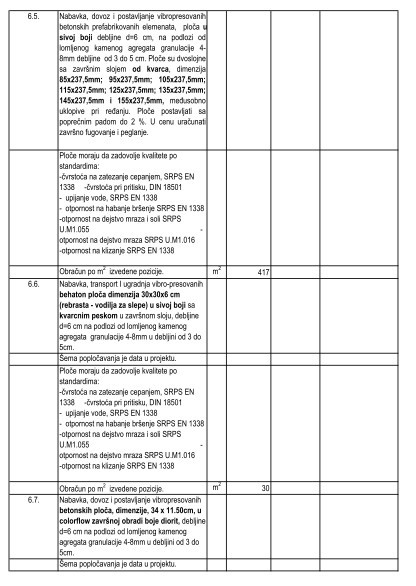 6.5. Nabavka, dovoz i postavljanje vibropresovanih
betonskih prefabrikovanih elemenata, ploča u
sivoj boji debljine d=6 cm, na podlozi od
lomljenog kamenog agregata granulacije 4-
8mm debljine od 3 do 5 cm. Ploče su dvoslojne
sa završnim slojem od kvarca, dimenzija
85x237,5mm; 95x237,5mm; 105x237,5mm;
115x237,5mm; 125x237,5mm; 135x237,5mm;
145x237,5mm i 155x237,5mm, međusobno
uklopive pri ređanju. Ploče postavljati sa
poprečnim padom do 2 %. U cenu uračunati
završno fugovanje i peglanje.
Ploče moraju da zadovolje kvalitete po
standardima:
-čvrstoća na zatezanje cepanjem, SRPS EN
1338 -čvrstoća pri pritisku, DIN 18501
- upijanje vode, SRPS EN 1338
- otpornost na habanje bršenje SRPS EN 1338
-otpornost na dejstvo mraza i soli SRPS
U.M1.055 -
otpornost na dejstvo mraza SRPS U.M1.016
-otpornost na klizanje SRPS EN 1338
Obračun po m2 izvedene pozicije. m2 417
6.6. Nabavka, transport I ugradnja vibro-presovanih
behaton ploča dimenzija 30x30x6 cm
(rebrasta - vodilja za slepe) u sivoj boji sa
kvarcnim peskom u završnom sloju, debljine
d=6 cm na podlozi od lomljenog kamenog
agregata granulacije 4-8mm u debljini od 3 do
5cm.
Šema popločavanja je data u projektu.
Ploče moraju da zadovolje kvalitete po
standardima:
-čvrstoća na zatezanje cepanjem, SRPS EN
1338 -čvrstoća pri pritisku, DIN 18501
- upijanje vode, SRPS EN 1338
- otpornost na habanje bršenje SRPS EN 1338
-otpornost na dejstvo mraza i soli SRPS
U.M1.055 -
otpornost na dejstvo mraza SRPS U.M1.016
-otpornost na klizanje SRPS EN 1338
Obračun po m2 izvedene pozicije. m2 30
6.7. Nabavka, dovoz i postavljanje vibropresovanih
betonskih ploča, dimenzije, 34 x 11.50cm, u
colorflow završnoj obradi boje diorit, debljine
d=6 cm na podlozi od lomljenog kamenog
agregata granulacije 4-8mm u debljini od 3 do
5cm.
Šema popločavanja je data u projektu.